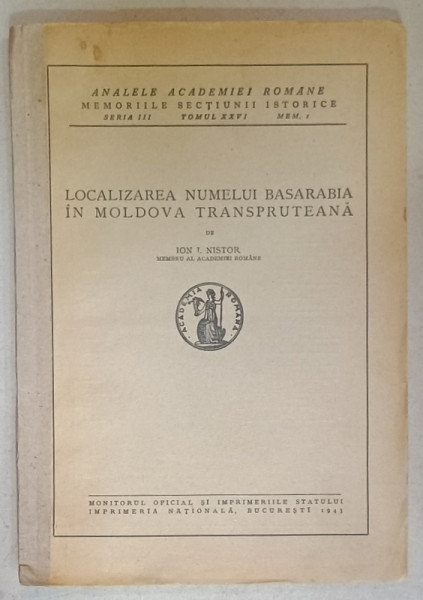 ANALELE ACADEMIEI ROMÂNE
MEMORIILE SECȚIUNII ISTORICE
SERIA III TOMUL XXVI MEM. 1
LOCALIZAREA NUMELUI BASARABIA
ÎN MOLDOVA TRANSPRUTEANĂ
DE
ION I. NISTOR
MEMBRU AL ACADEMIEI ROMÂNE
ACADEMIA ROMANA
MONITORUL OFICIAL ȘI IMPRIMERIILE STATULUI
IMPRIMERIA NAȚIONALĂ, BUCUREȘTI 1943